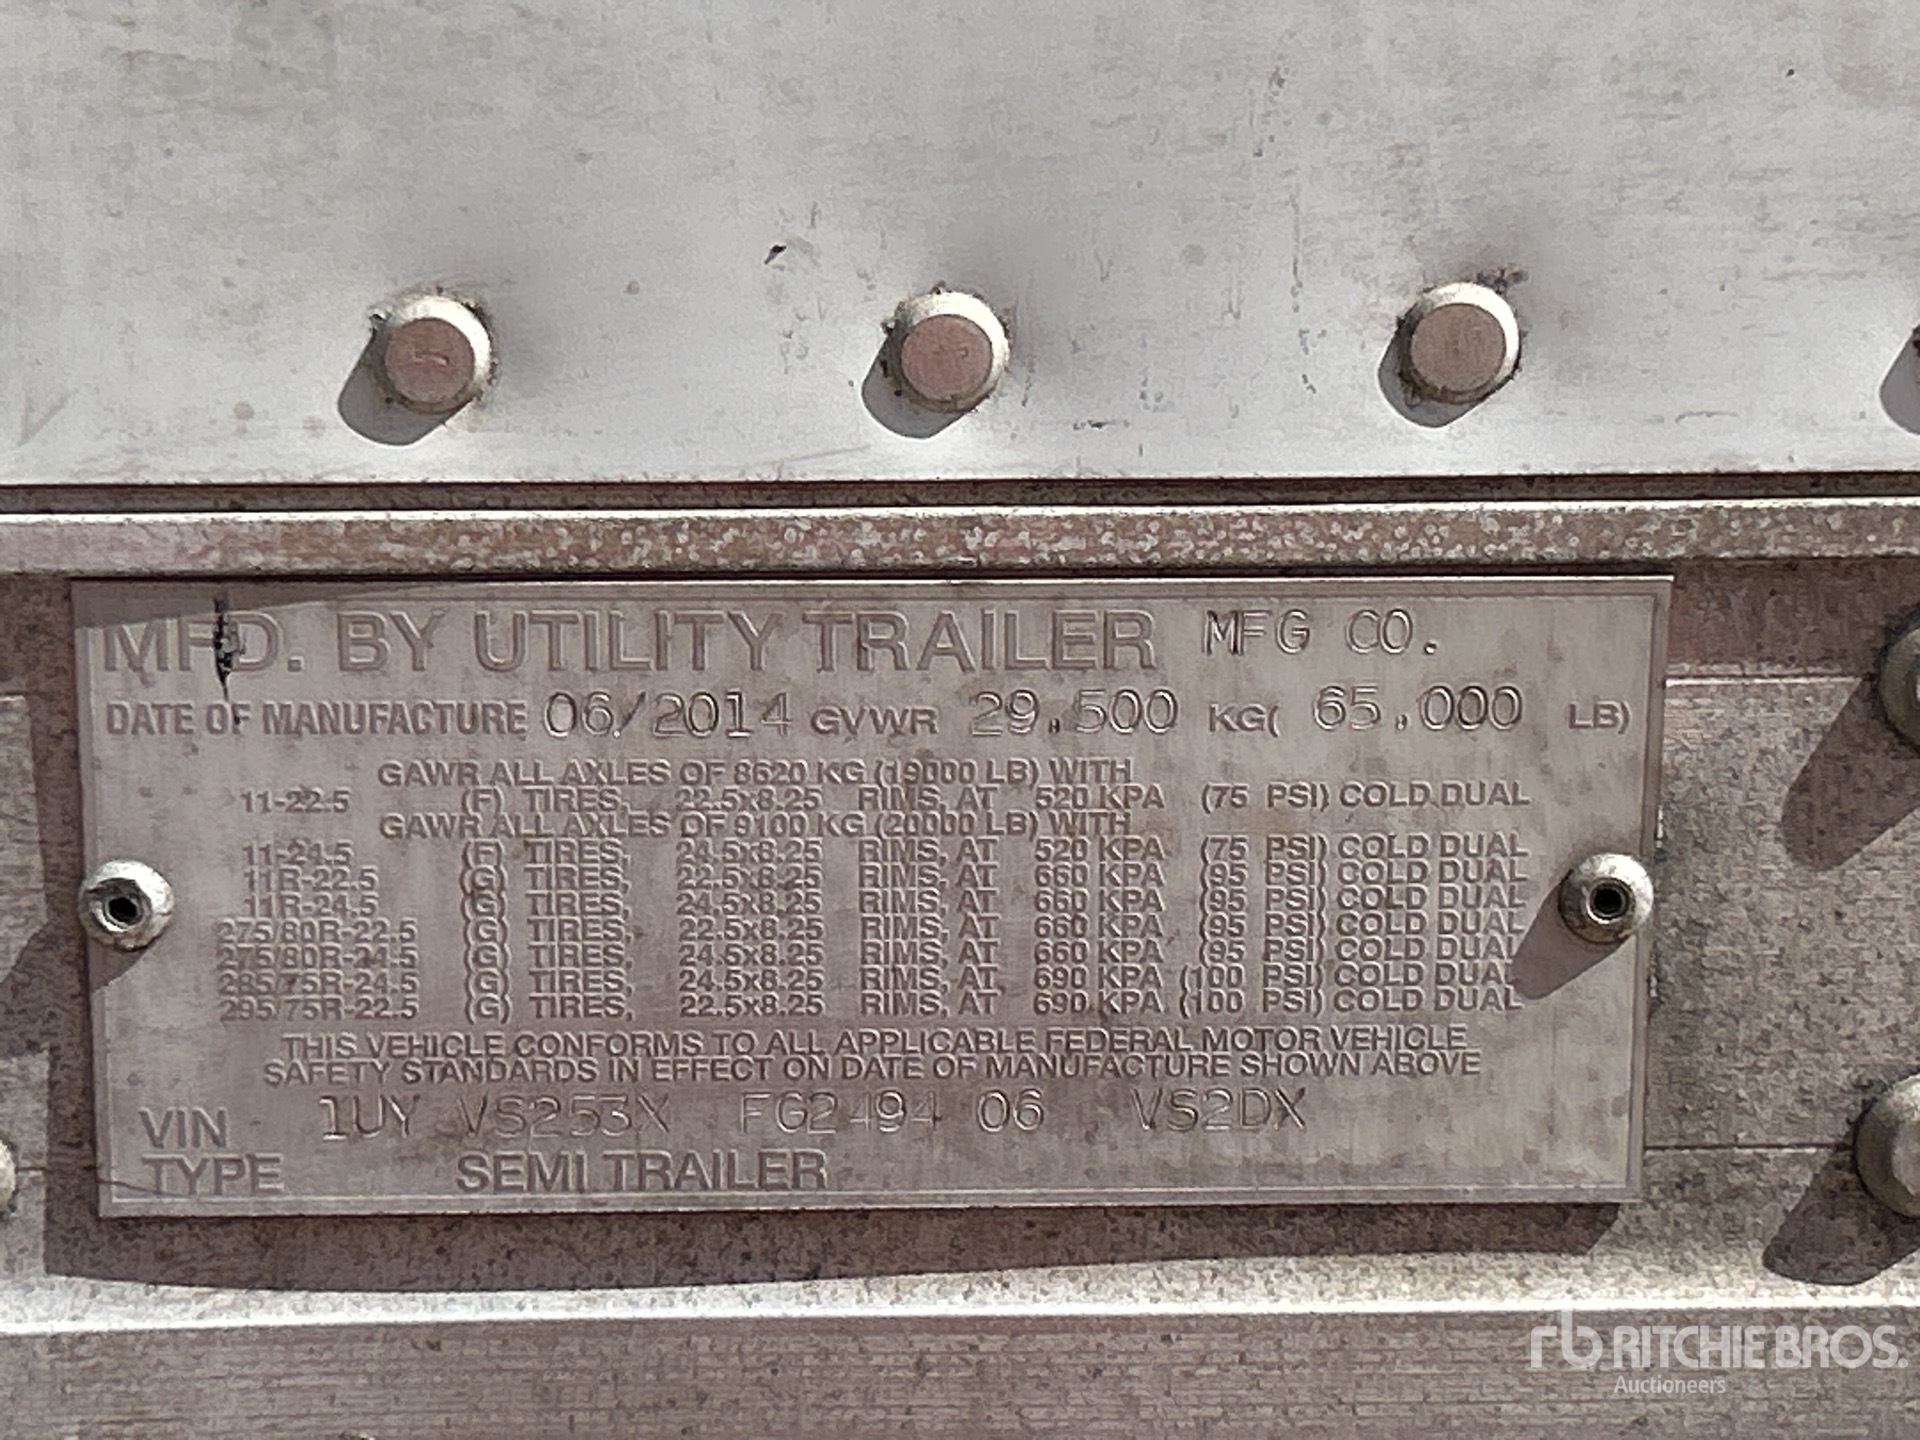 MFD. BY UTILITY TRAILER MFG CO.
DATE OF MANUFACTURE 06/2014 GVWR 29,500 KG( 65,000 LB)
GAWR ALL AXLES OF 8620 KG (19000 LB) WITH
11-22.5 (F) TIRES, 22.5x8.25 RIMS, AT 520 KPA (75 PSI) COLD DUAL
GAWR ALL AXLES OF 9100 KG (20000 LB) WITH
11-24.5 (F) TIRES, 24.5x8.25 RIMS, AT 520 KPA (75 PSI) COLD DUAL
11R-22.5 (G) TIRES, 22.5x8.25 RIMS, AT 660 KPA (95 PSI) COLD DUAL
11R-24.5 (G) TIRES, 24.5x8.25 RIMS, AT 660 KPA (95 PSI) COLD DUAL
275/80R-22.5 (G) TIRES, 22.5x8.25 RIMS, AT 660 KPA (95 PSI) COLD DUAL
275/80R-24.5 (G) TIRES, 24.5x8.25 RIMS, AT 660 KPA (95 PSI) COLD DUAL
285/75R-24.5 (G) TIRES, 24.5x8.25 RIMS, AT 690 KPA (100 PSI) COLD DUAL
295/75R-22.5 (G) TIRES, 22.5x8.25 RIMS, AT 690 KPA (100 PSI) COLD DUAL
THIS VEHICLE CONFORMS TO ALL APPLICABLE FEDERAL MOTOR VEHICLE
SAFETY STANDARDS IN EFFECT ON DATE OF MANUFACTURE SHOWN ABOVE
VIN 1UY VS253X FG2494 06 VS2DX
TYPE SEMI TRAILER
rb RITCHIE BROS.
Auctioneers